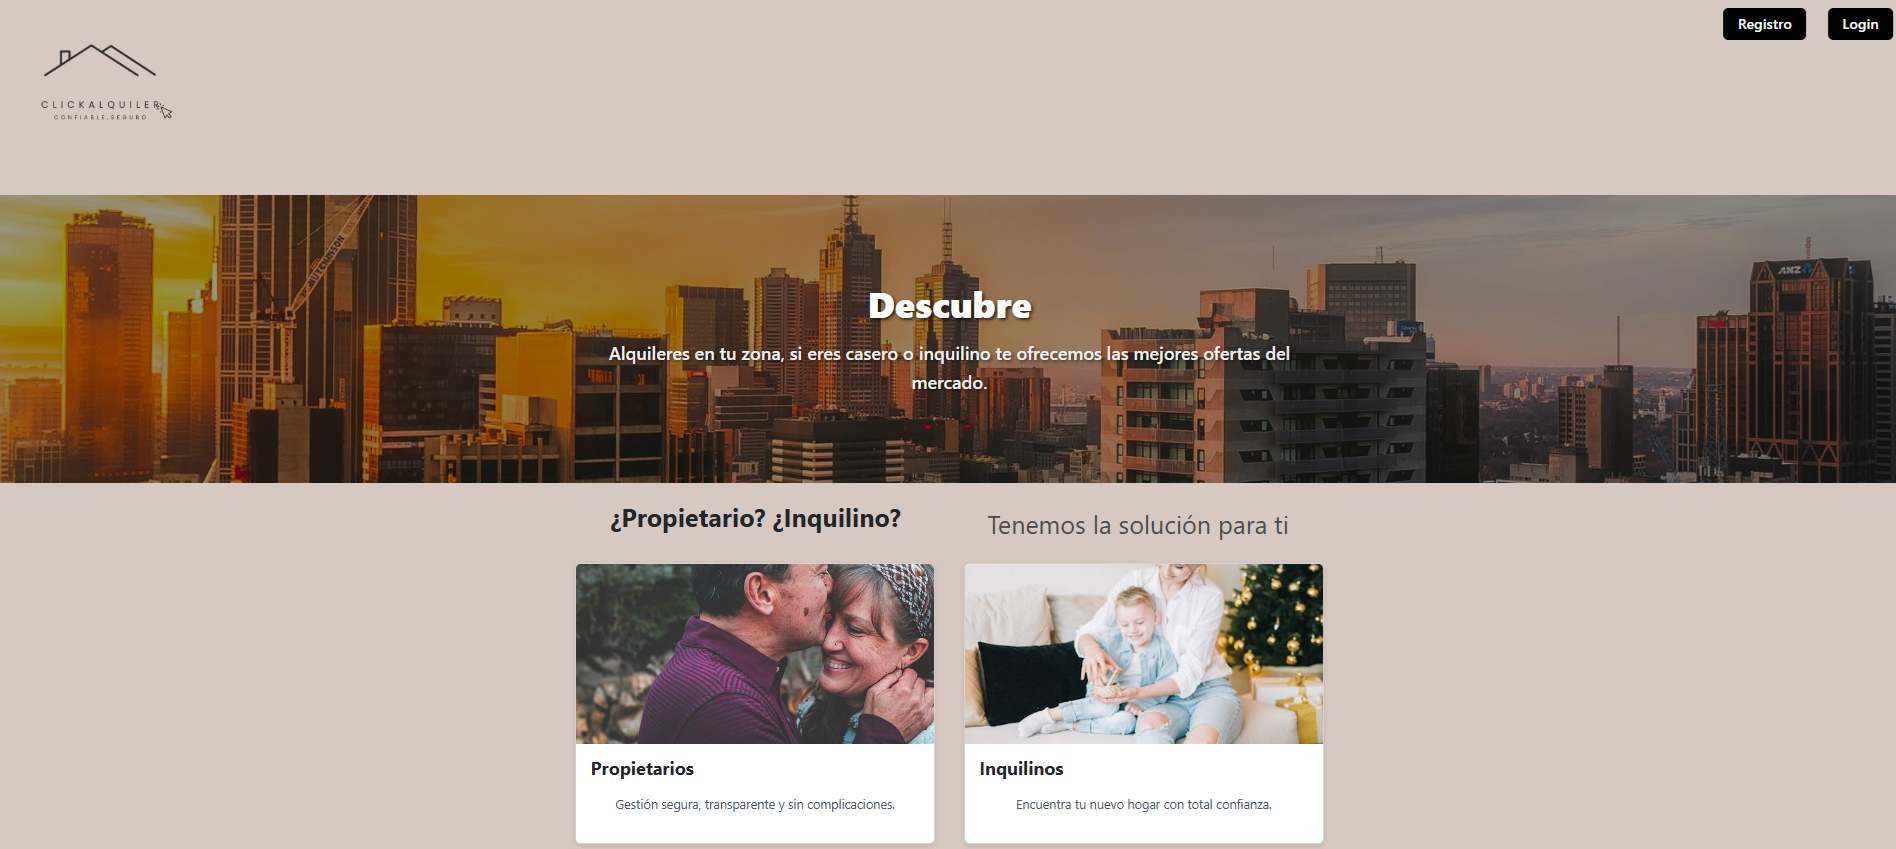 Registro
Login
CLICKALQUILER
CONFIABLE,SEGURO
HUTCHINSON
ANZ
Descubre
Alquileres en tu zona, si eres casero o inquilino te ofrecemos las mejores ofertas del
mercado.
¿Propietario? ¿Inquilino?
Tenemos la solución para ti
Propietarios
Gestión segura, transparente y sin complicaciones.
Inquilinos
Encuentra tu nuevo hogar con total confianza.